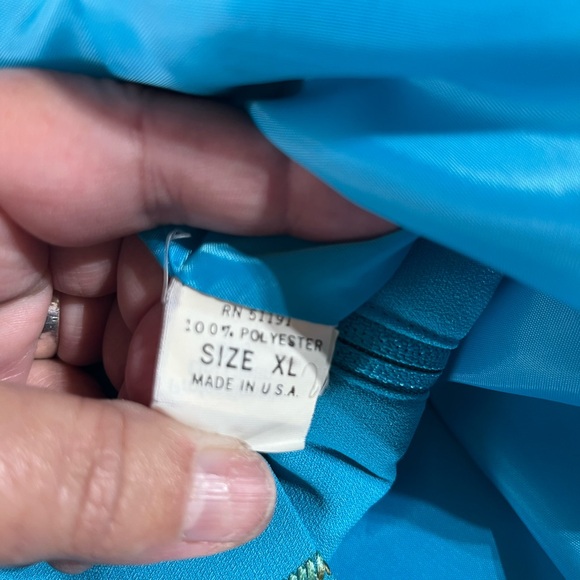 RN 51191
100% POLYESTER
SIZE XL
MADE IN U.S.A.